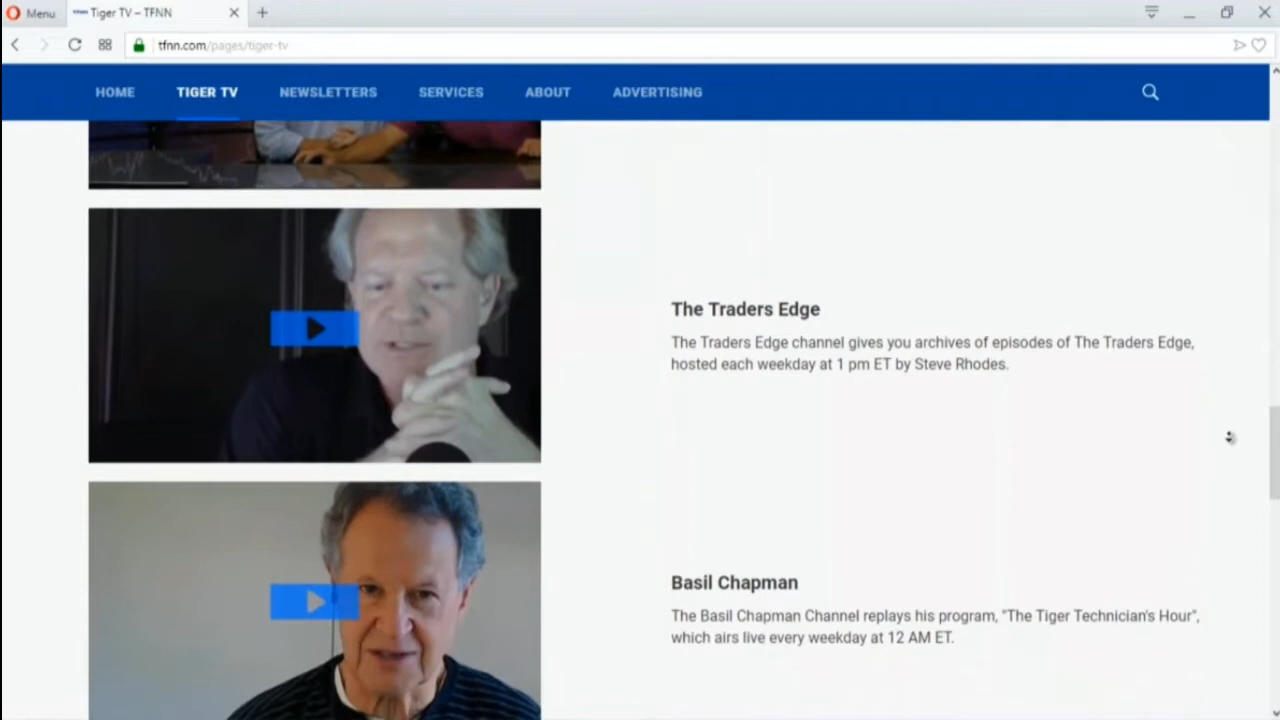 Menu
Tiger TV – TFNN
tfnn.com/pages/tiger-tv
HOME TIGER TV NEWSLETTERS SERVICES ABOUT ADVERTISING
The Traders Edge
The Traders Edge channel gives you archives of episodes of The Traders Edge,
hosted each weekday at 1 pm ET by Steve Rhodes.
Basil Chapman
The Basil Chapman Channel replays his program, "The Tiger Technician's Hour",
which airs live every weekday at 12 AM ET.